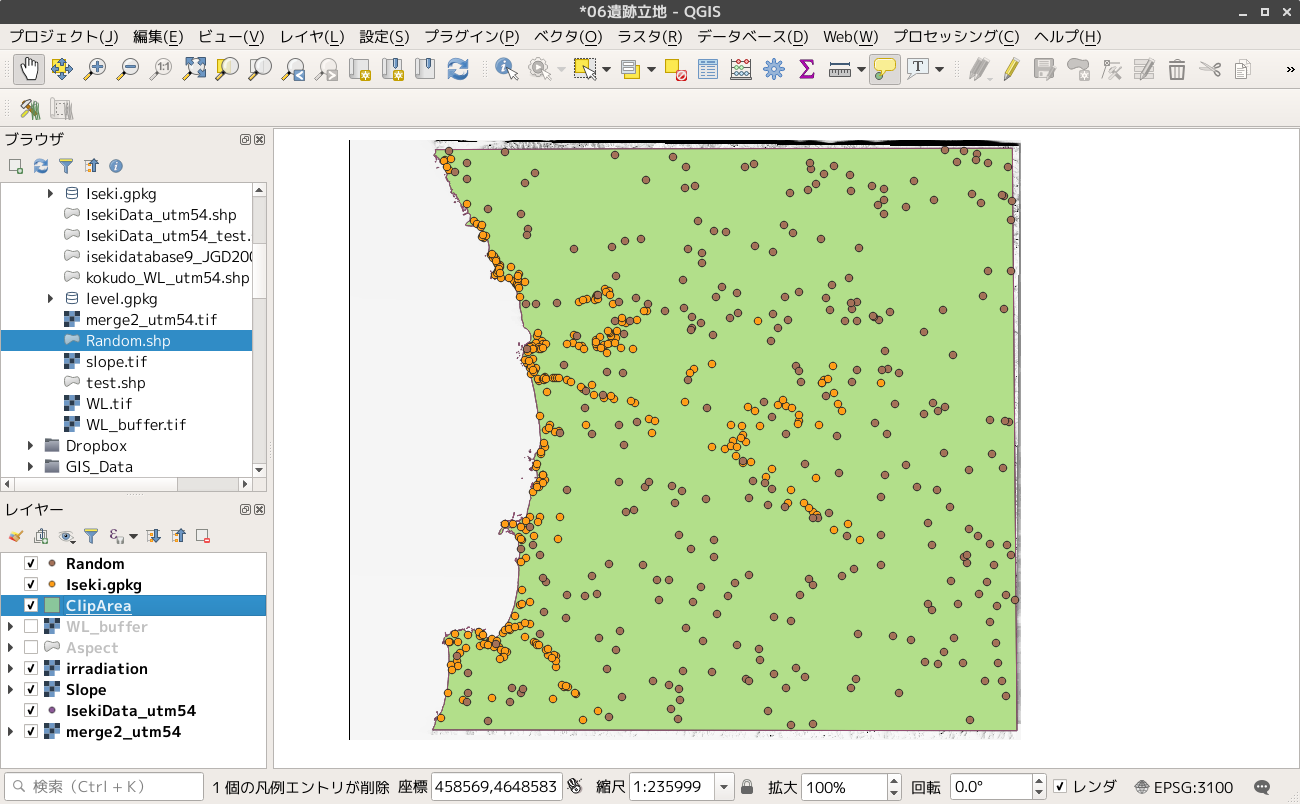 *06遺跡立地 - QGIS
プロジェクト(J) 編集(E) ビュー(V) レイヤ(L) 設定(S) プラグイン(P) ベクタ(O) ラスタ(R) データベース(D) Web(W) プロセッシング(C) ヘルプ(H)
ブラウザ
Iseki.gpkg
IsekiData_utm54.shp
IsekiData_utm54_test.
isekidatabase9_JGD200
kokudo_WL_utm54.shp
level.gpkg
merge2_utm54.tif
Random.shp
slope.tif
test.shp
WL.tif
WL_buffer.tif
Dropbox
GIS_Data
レイヤー
Random
Iseki.gpkg
ClipArea
WL_buffer
Aspect
irradiation
Slope
IsekiData_utm54
merge2_utm54
検索（Ctrl + K） 1 個の凡例エントリが削除 座標 458569,4648583 縮尺 1:235999 拡大 100% 回転 0.0° レンダ EPSG:3100